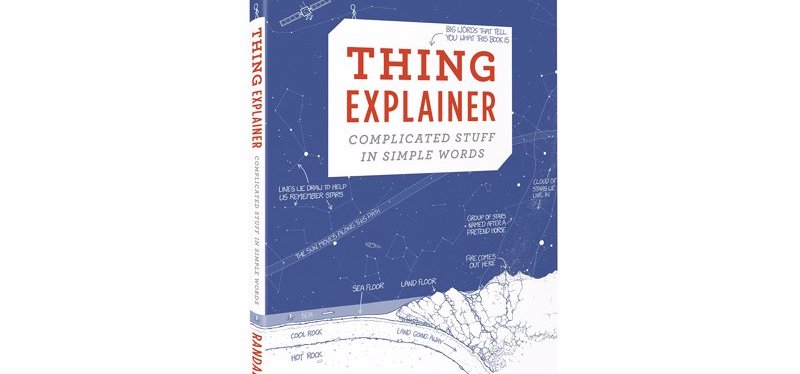 BIG WORDS THAT TELL
YOU WHAT THIS BOOK IS
THING
EXPLAINER
COMPLICATED STUFF
IN SIMPLE WORDS
THING EXPLAINER COMPLICATED STUFF IN SIMPLE WORDS
RANDA
LINES WE DRAW TO HELP
US REMEMBER STARS
CLOUD OF
STARS WE
LIVE IN
THE SUN MOVES ALONG THIS PATH
GROUP OF STARS
NAMED AFTER A
PRETEND HORSE
FIRE COMES
OUT HERE
SEA FLOOR
LAND FLOOR
SEA
COOL ROCK
LAND GOING AWAY
HOT ROCK